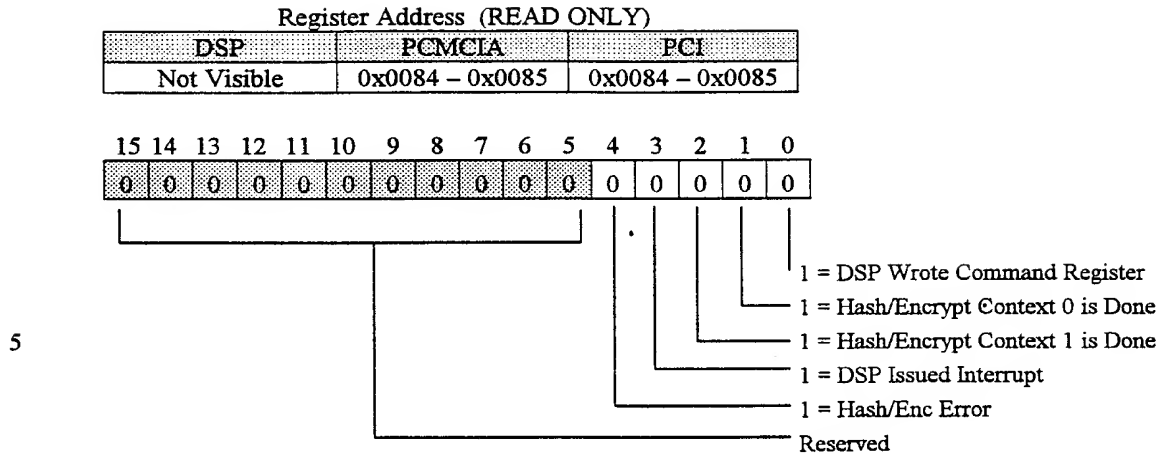 Register Address (READ ONLY)
DSP PCMCIA PCI
Not Visible 0x0084 – 0x0085 0x0084 – 0x0085
15 14 13 12 11 10 9 8 7 6 5 4 3 2 1 0
0 0 0 0 0 0 0 0 0 0 0 0 0 0 0 0
1 = DSP Wrote Command Register
1 = Hash/Encrypt Context 0 is Done
5
1 = Hash/Encrypt Context 1 is Done
1 = DSP Issued Interrupt
1 = Hash/Enc Error
Reserved